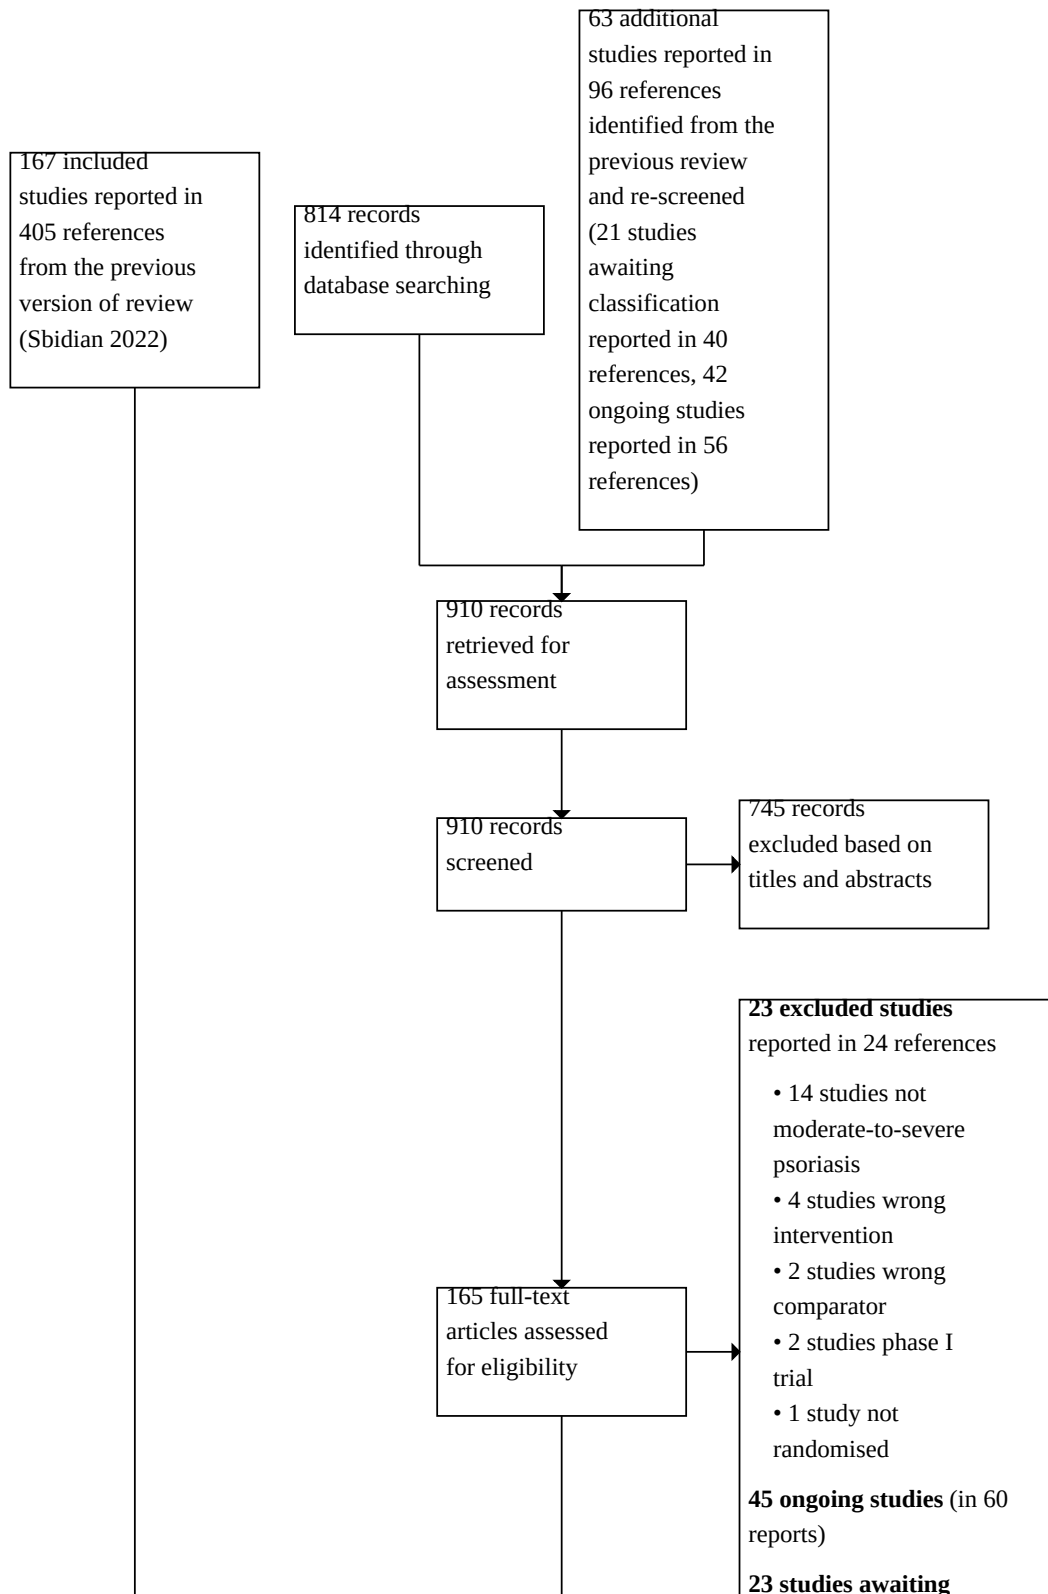 63 additional
studies reported in
96 references
identified from the
previous review
and re-screened
(21 studies
awaiting
classification
reported in 40
references, 42
ongoing studies
reported in 56
references)
167 included
studies reported in
405 references
from the previous
version of review
(Sbidian 2022)
814 records
identified through
database searching
910 records
retrieved for
assessment
910 records
screened
745 records
excluded based on
titles and abstracts
165 full-text
articles assessed
for eligibility
23 excluded studies
reported in 24 references
• 14 studies not
moderate-to-severe
psoriasis
• 4 studies wrong
intervention
• 2 studies wrong
comparator
• 2 studies phase I
trial
• 1 study not
randomised
45 ongoing studies (in 60
reports)
23 studies awaiting